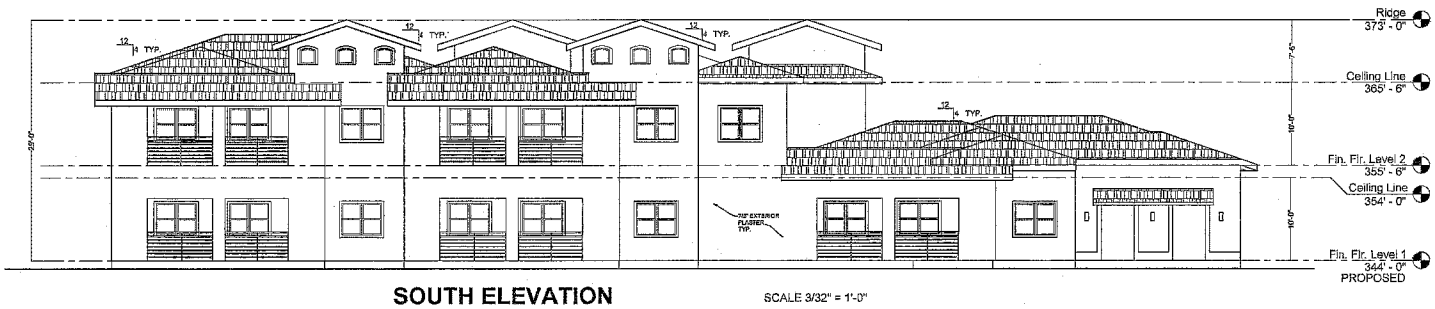 Ridge
373' - 0"
12
4 TYP.
12
4 TYP.
12
4 TYP.
7'-6"
Ceiling Line
365' - 6"
12
4 TYP.
10'-0"
Fin. Flr. Level 2
355' - 6"
Ceiling Line
354' - 0"
7/8" EXTERIOR
PLASTER
TYP.
10'-0"
Fin. Flr. Level 1
344' - 0"
PROPOSED
SOUTH ELEVATION
SCALE 3/32" = 1'-0"